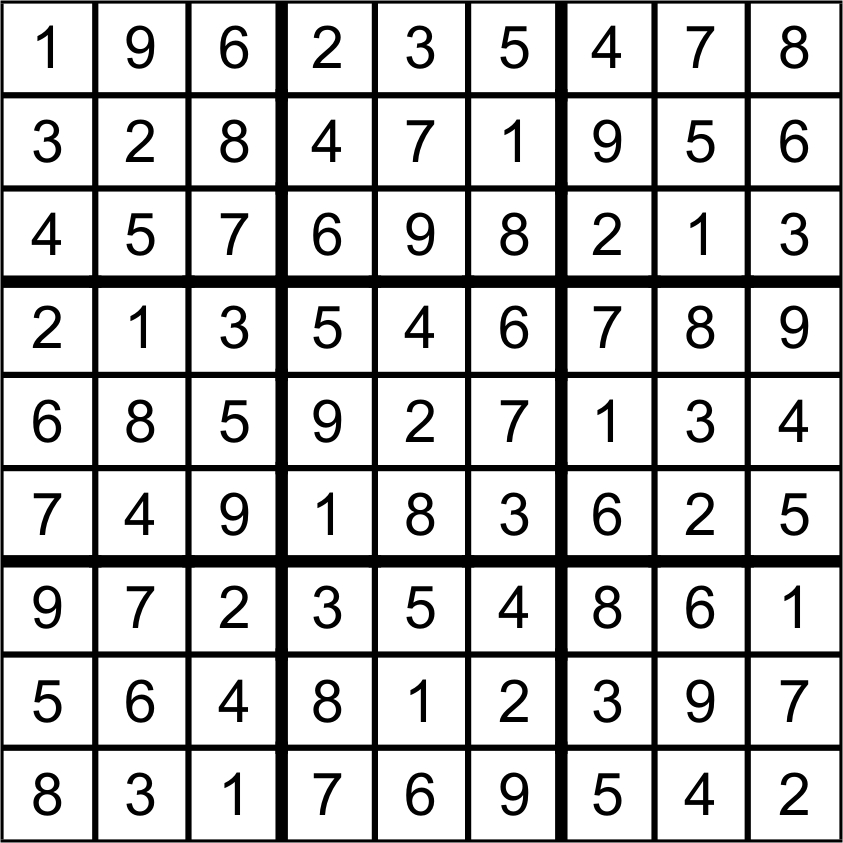 1 9 6 2 3 5 4 7 8
3 2 8 4 7 1 9 5 6
4 5 7 6 9 8 2 1 3
2 1 3 5 4 6 7 8 9
6 8 5 9 2 7 1 3 4
7 4 9 1 8 3 6 2 5
9 7 2 3 5 4 8 6 1
5 6 4 8 1 2 3 9 7
8 3 1 7 6 9 5 4 2